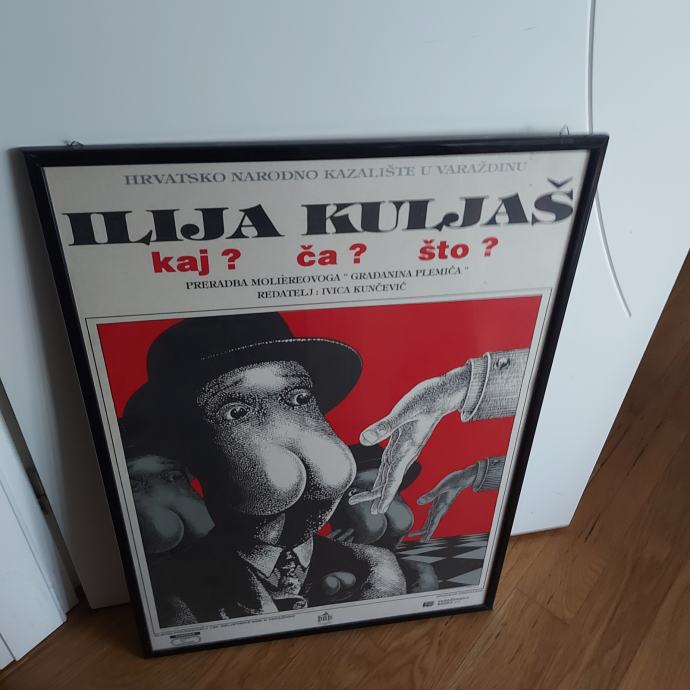 HRVATSKO NARODNO KAZALIŠTE U VARAŽDINU
ILIJA KULJAŠ
kaj ? ča ? što ?
PRERADBA MOLIÈREOVOGA " GRAĐANINA PLEMIĆA "
REDATELJ : IVICA KUNČEVIĆ